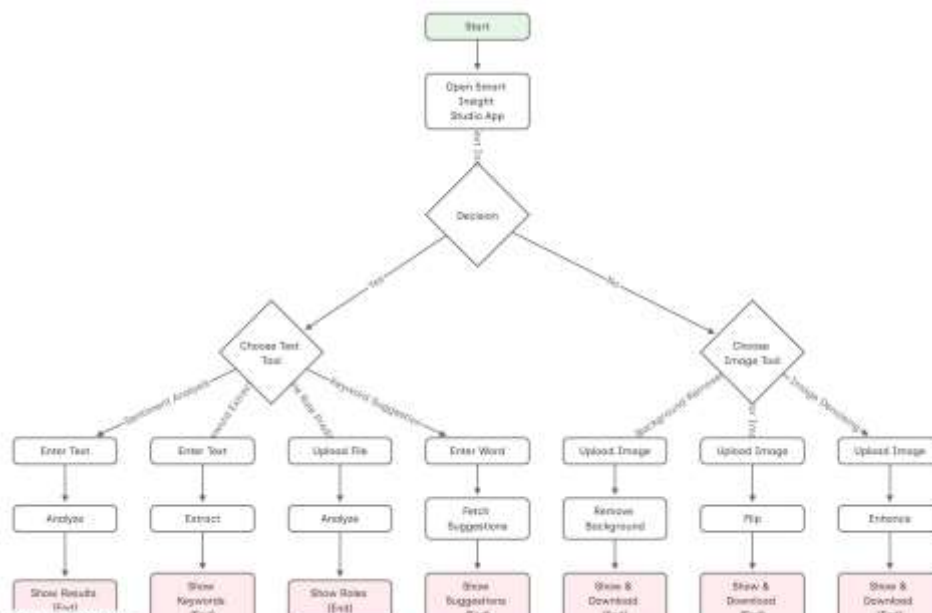 Start
Open Smart
Insight
Studio App
Decision
Yes
No
Choose Text
Tool
Choose
Image Tool
Sentiment Analysis
Keyword Suggestion
Background Removal
Image Denoising
Enter Text
Enter Text
Upload File
Enter Word
Upload Image
Upload Image
Upload Image
Analyze
Extract
Analyze
Fetch
Suggestions
Remove
Background
Flip
Enhance
Show Results
(End)
Show
Keywords
Show Roles
(End)
Show
Suggestions
Show &
Download
Show &
Download
Show &
Download